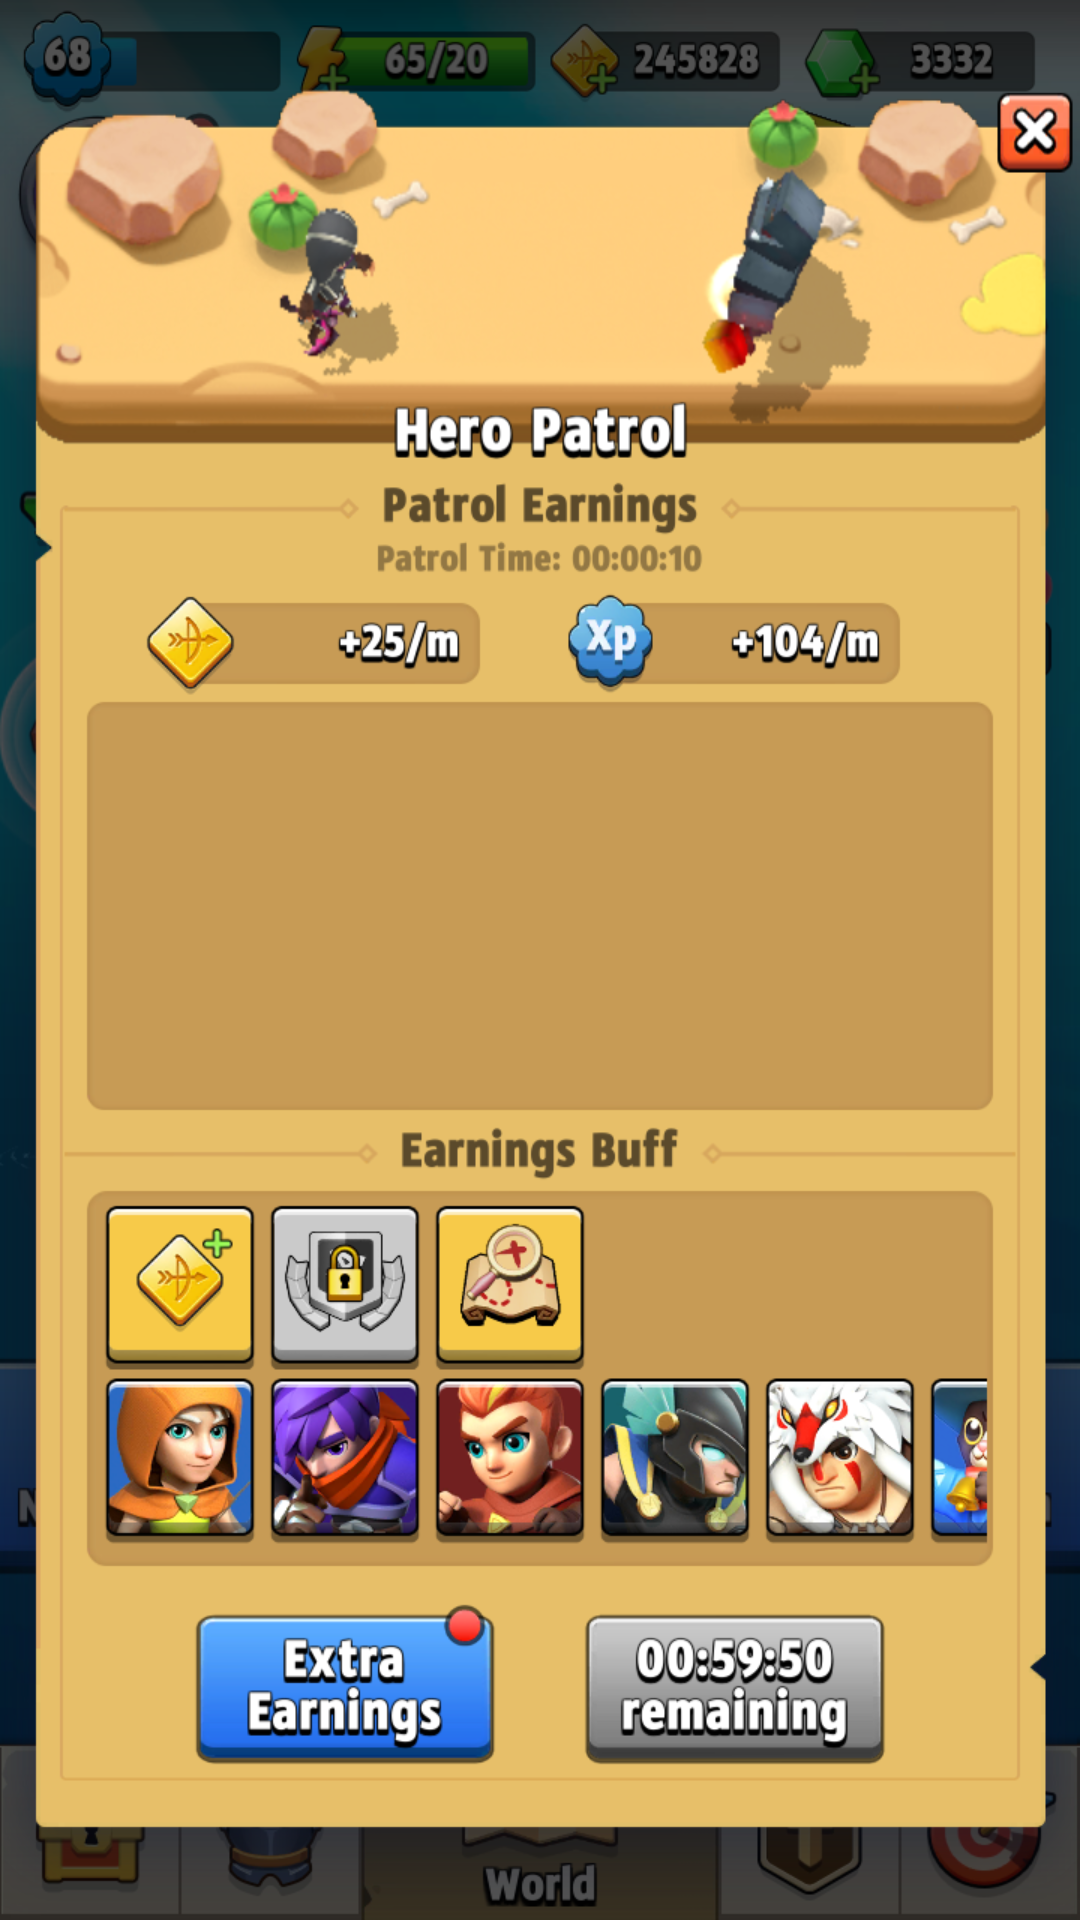 68
65/20
245828
3332
Hero Patrol
Patrol Earnings
Patrol Time: 00:00:10
+25/m
Xp
+104/m
Earnings Buff
Extra
Earnings
00:59:50
remaining
World